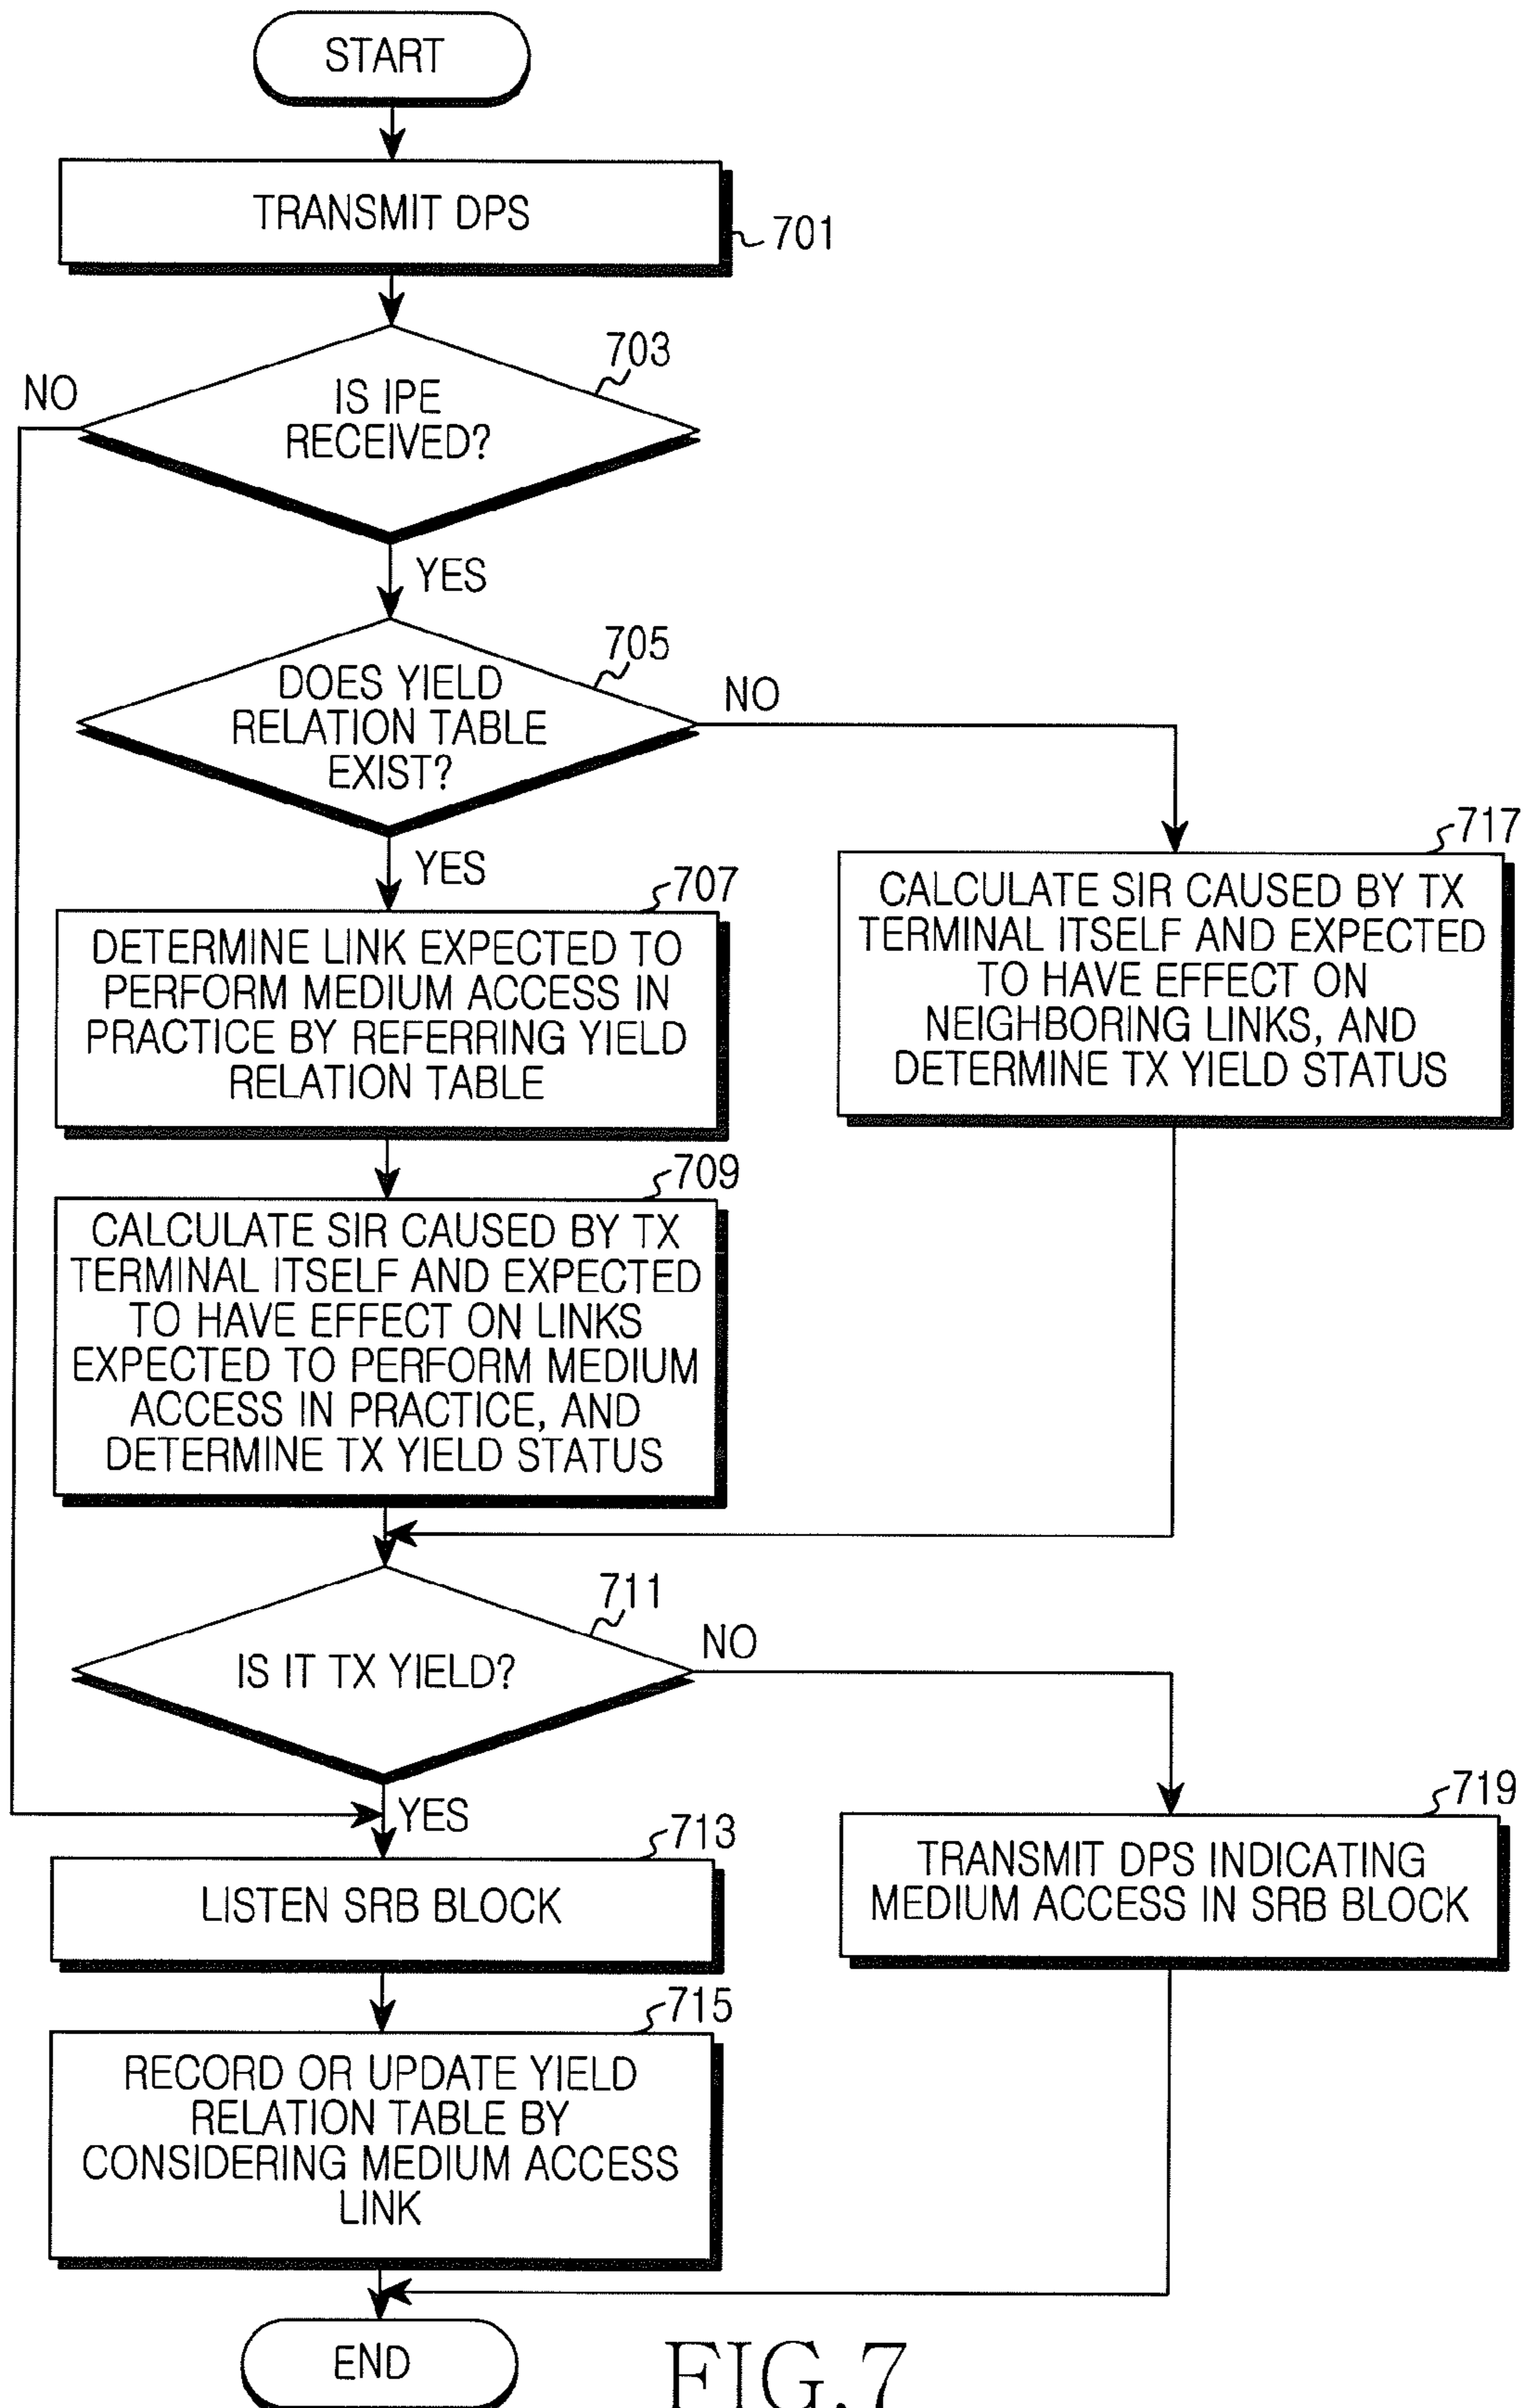 START
TRANSMIT DPS
701
703
NO
IS IPE
RECEIVED?
YES
705
DOES YIELD
RELATION TABLE
EXIST?
NO
YES
707
DETERMINE LINK EXPECTED TO
PERFORM MEDIUM ACCESS IN
PRACTICE BY REFERRING YIELD
RELATION TABLE
717
CALCULATE SIR CAUSED BY TX
TERMINAL ITSELF AND EXPECTED
TO HAVE EFFECT ON
NEIGHBORING LINKS, AND
DETERMINE TX YIELD STATUS
709
CALCULATE SIR CAUSED BY TX
TERMINAL ITSELF AND EXPECTED
TO HAVE EFFECT ON LINKS
EXPECTED TO PERFORM MEDIUM
ACCESS IN PRACTICE, AND
DETERMINE TX YIELD STATUS
711
IS IT TX YIELD?
NO
YES
713
LISTEN SRB BLOCK
719
TRANSMIT DPS INDICATING
MEDIUM ACCESS IN SRB BLOCK
715
RECORD OR UPDATE YIELD
RELATION TABLE BY
CONSIDERING MEDIUM ACCESS
LINK
END
FIG.7